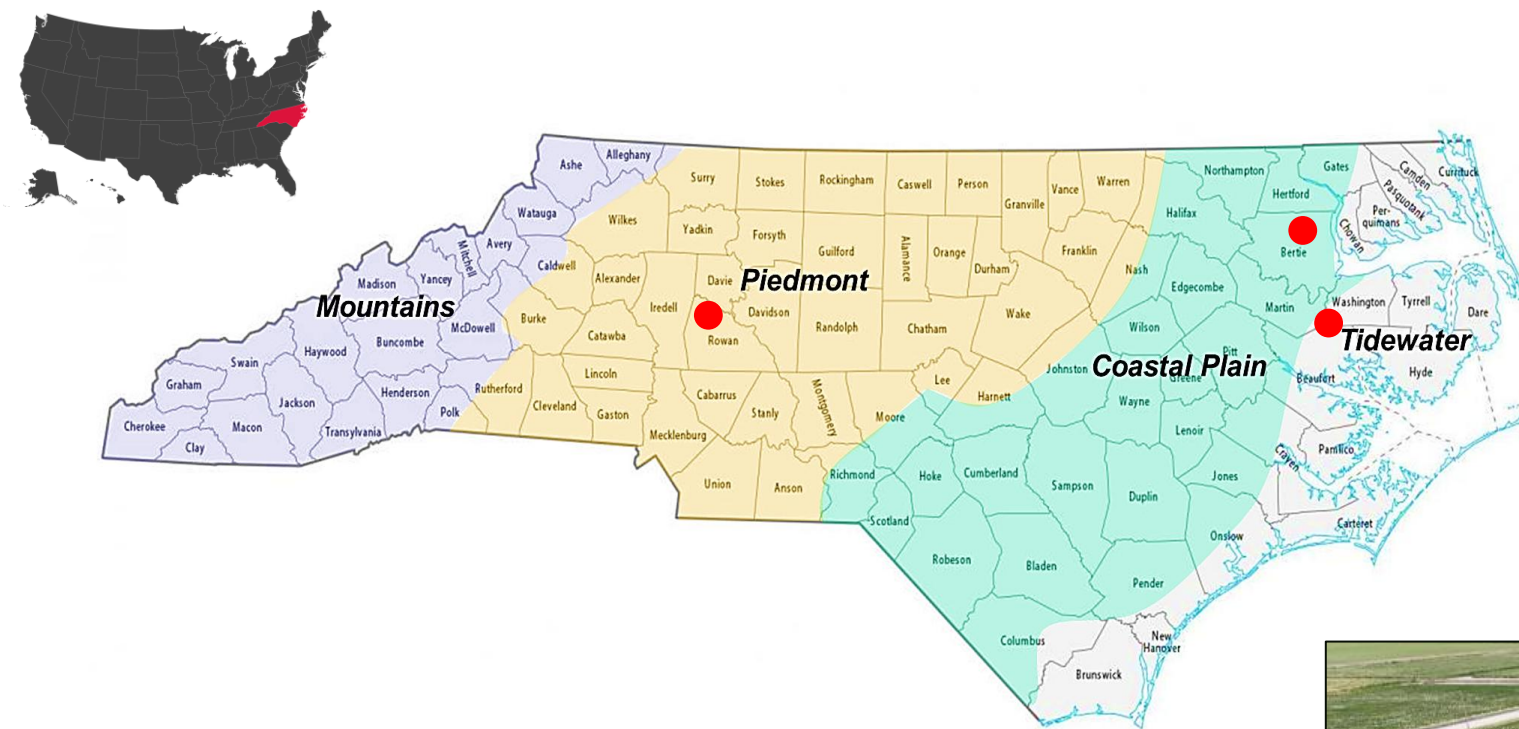 Ashe
Alleghany
Surry
Stokes
Rockingham
Caswell
Person
Granville
Vance
Warren
Northampton
Gates
Hertford
Halifax
Camden
Currituck
Pasquotank
Per-
quimans
Chowan
Bertie
Watauga
Wilkes
Yadkin
Forsyth
Guilford
Alamance
Orange
Durham
Franklin
Nash
Edgecombe
Martin
Washington
Tyrrell
Dare
Avery
Mitchell
Yancey
Madison
Caldwell
Alexander
Iredell
Davie
Davidson
Piedmont
Mountains
McDowell
Burke
Catawba
Rowan
Randolph
Chatham
Wake
Wilson
Pitt
Tidewater
Coastal Plain
Greene
Beaufort
Hyde
Johnston
Buncombe
Haywood
Swain
Graham
Jackson
Henderson
Rutherford
Polk
Lincoln
Cleveland
Gaston
Cabarrus
Stanly
Montgomery
Moore
Lee
Harnett
Wayne
Lenoir
Craven
Pamlico
Cherokee
Clay
Macon
Transylvania
Mecklenburg
Union
Anson
Richmond
Hoke
Cumberland
Sampson
Duplin
Jones
Carteret
Onslow
Scotland
Robeson
Bladen
Pender
Columbus
New
Hanover
Brunswick